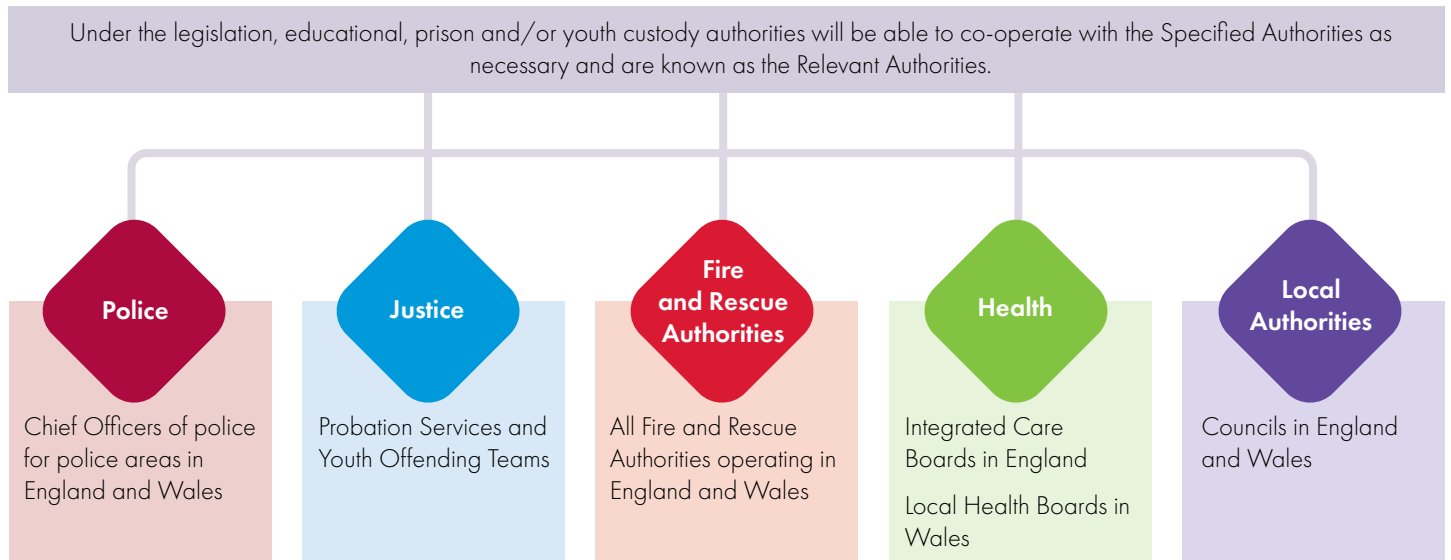 Under the legislation, educational, prison and/or youth custody authorities will be able to co-operate with the Specified Authorities as
necessary and are known as the Relevant Authorities.
Police
Chief Officers of police
for police areas in
England and Wales
Justice
Probation Services and
Youth Offending Teams
Fire
and Rescue
Authorities
All Fire and Rescue
Authorities operating in
England and Wales
Health
Integrated Care
Boards in England
Local Health Boards in
Wales
Local
Authorities
Councils in England
and Wales